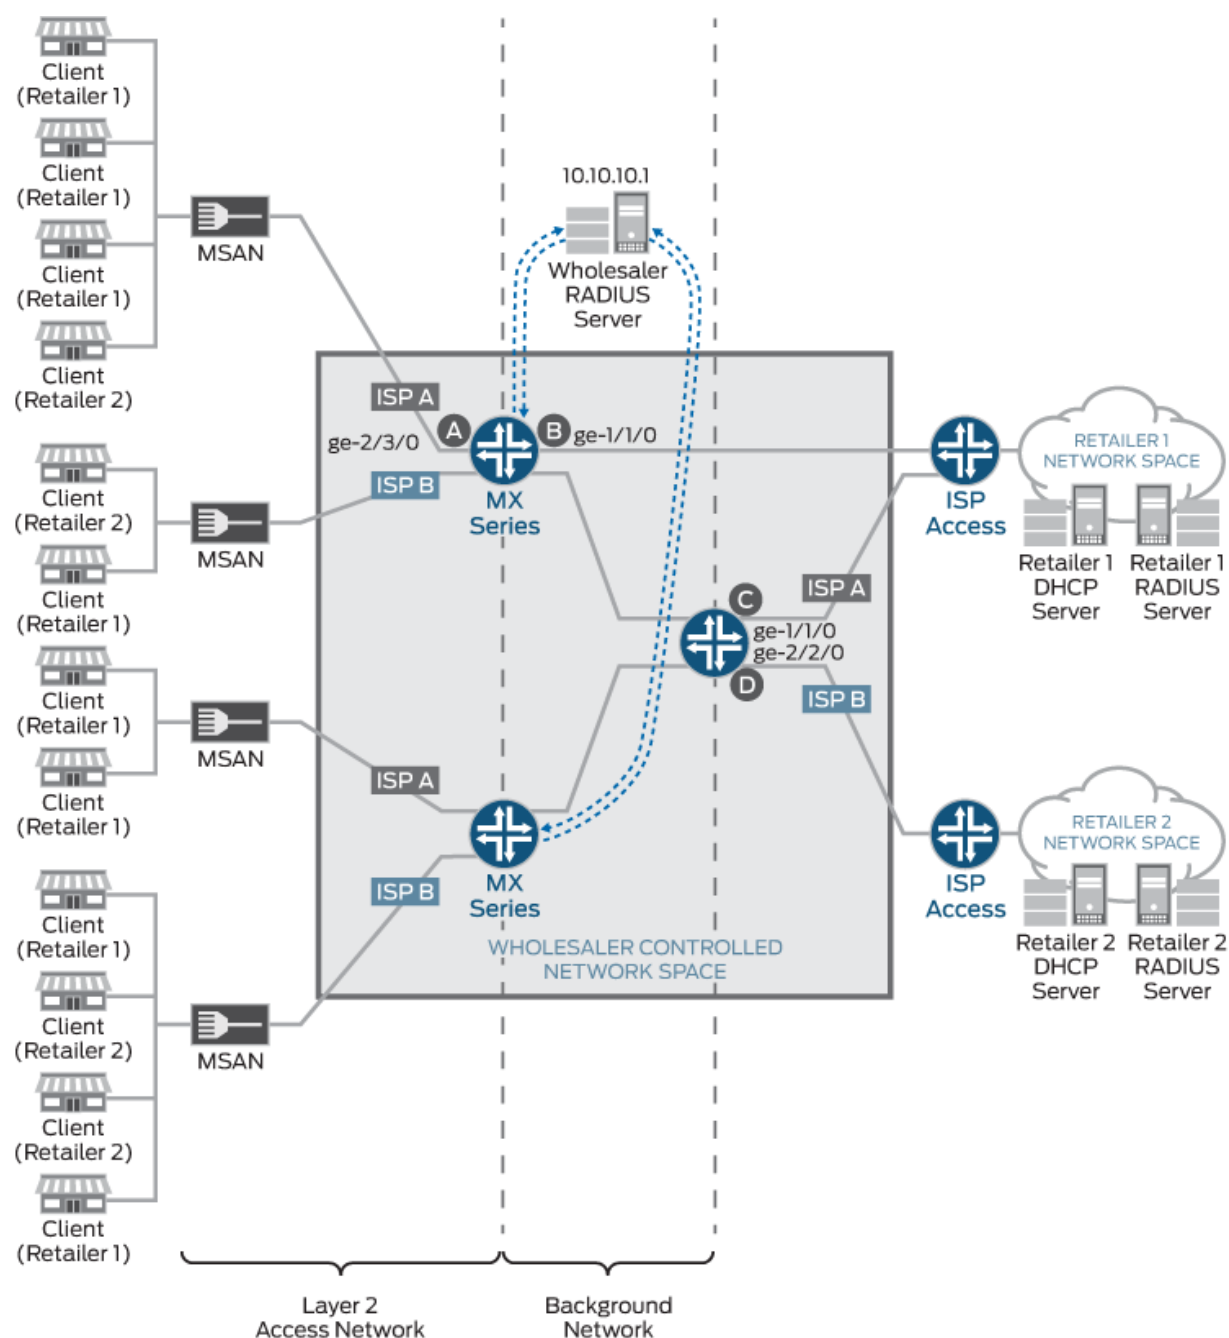 Client
(Retailer 1)
Client
(Retailer 1)
Client
(Retailer 1)
Client
(Retailer 2)
MSAN
10.10.10.1
Wholesaler
RADIUS
Server
Client
(Retailer 2)
Client
(Retailer 1)
MSAN
ISP A
A
B
ge-2/3/0
ge-1/1/0
ISP B
MX
Series
ISP
Access
RETAILER 1
NETWORK SPACE
Retailer 1
DHCP
Server
Retailer 1
RADIUS
Server
ISP A
C
ge-1/1/0
ge-2/2/0
D
ISP B
Client
(Retailer 1)
Client
(Retailer 1)
MSAN
ISP A
ISP B
MX
Series
ISP
Access
RETAILER 2
NETWORK SPACE
Retailer 2
DHCP
Server
Retailer 2
RADIUS
Server
WHOLESALER CONTROLLED
NETWORK SPACE
Client
(Retailer 1)
Client
(Retailer 2)
Client
(Retailer 2)
Client
(Retailer 1)
MSAN
Layer 2
Access Network
Background
Network